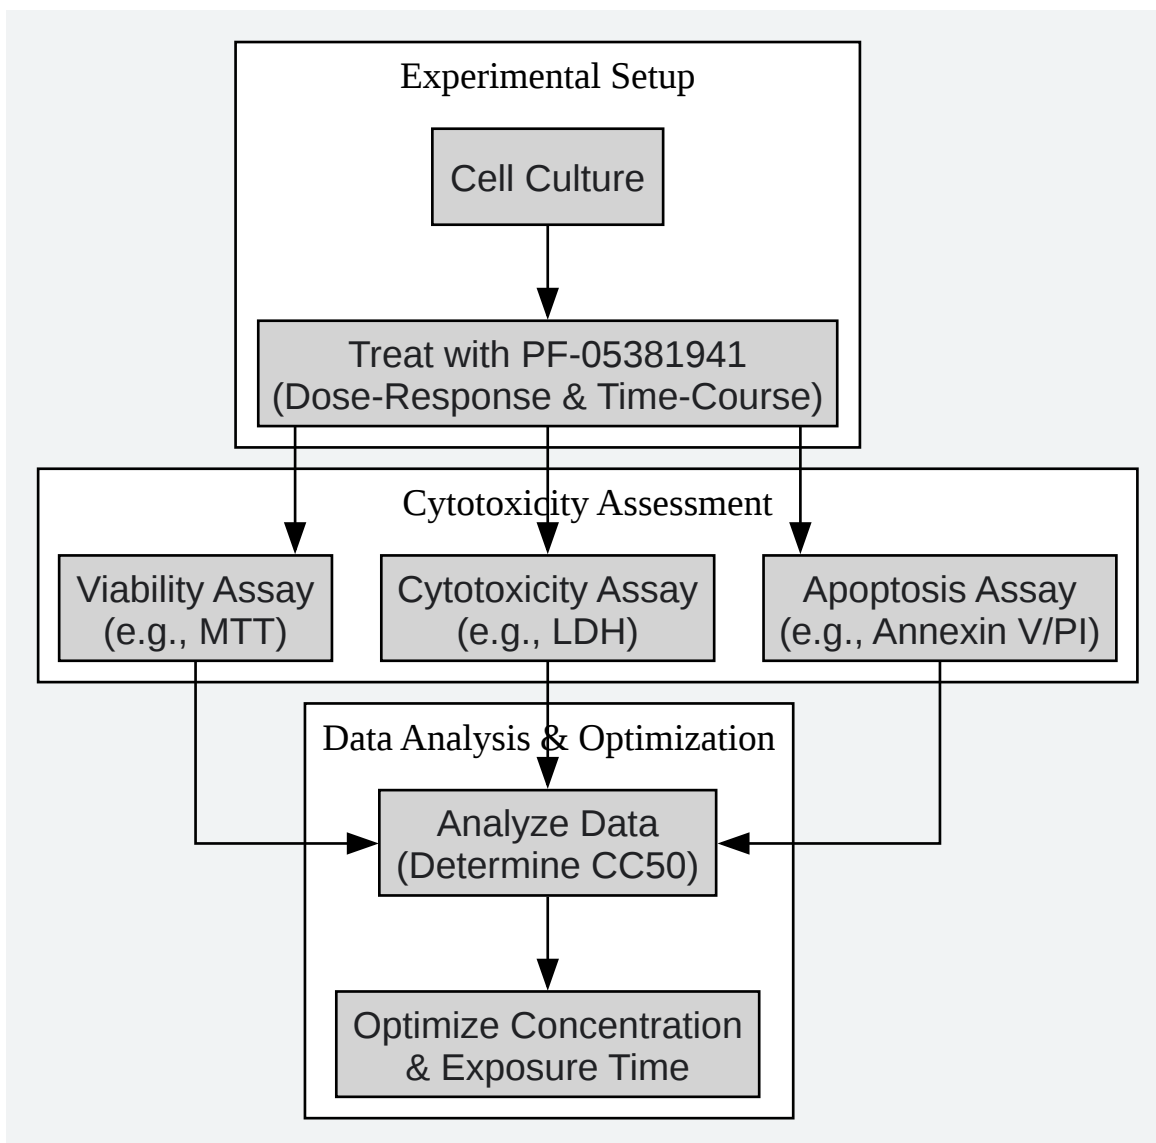 Experimental Setup
Cell Culture
Treat with PF-05381941
(Dose-Response & Time-Course)
Cytotoxicity Assessment
Viability Assay
(e.g., MTT)
Cytotoxicity Assay
(e.g., LDH)
Apoptosis Assay
(e.g., Annexin V/PI)
Data Analysis & Optimization
Analyze Data
(Determine CC50)
Optimize Concentration
& Exposure Time